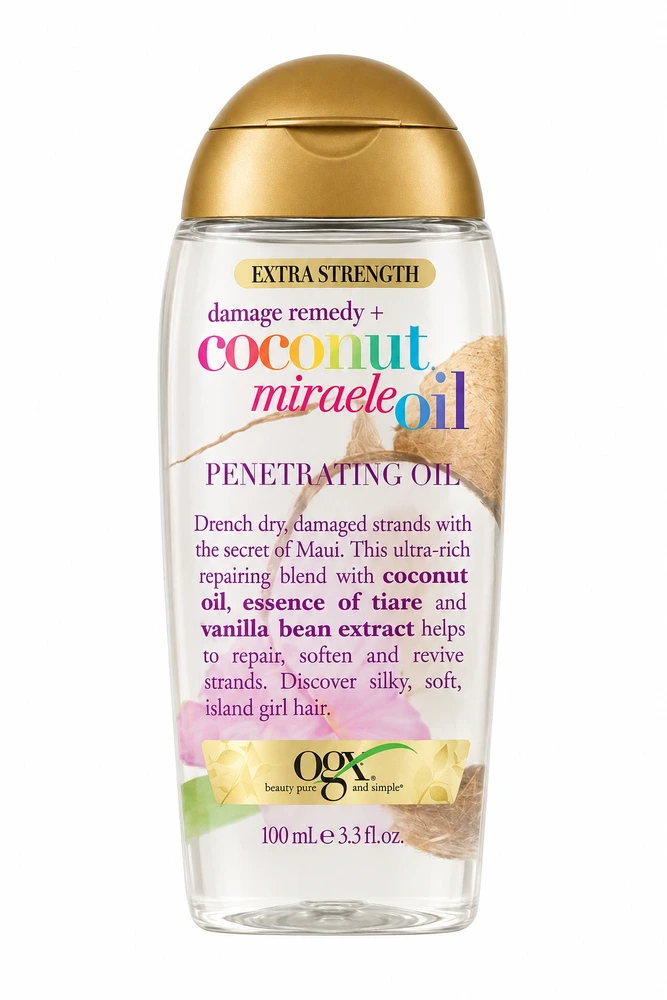 EXTRA STRENGTH
damage remedy +
coconut®
miraele oil
PENETRATING OIL
Drench dry, damaged strands with
the secret of Maui. This ultra-rich
repairing blend with coconut
oil, essence of tiare and
vanilla bean extract helps
to repair, soften and revive
strands. Discover silky, soft,
island girl hair.
ogx®
beauty pure and simple®
100 mL e 3.3 fl.oz.